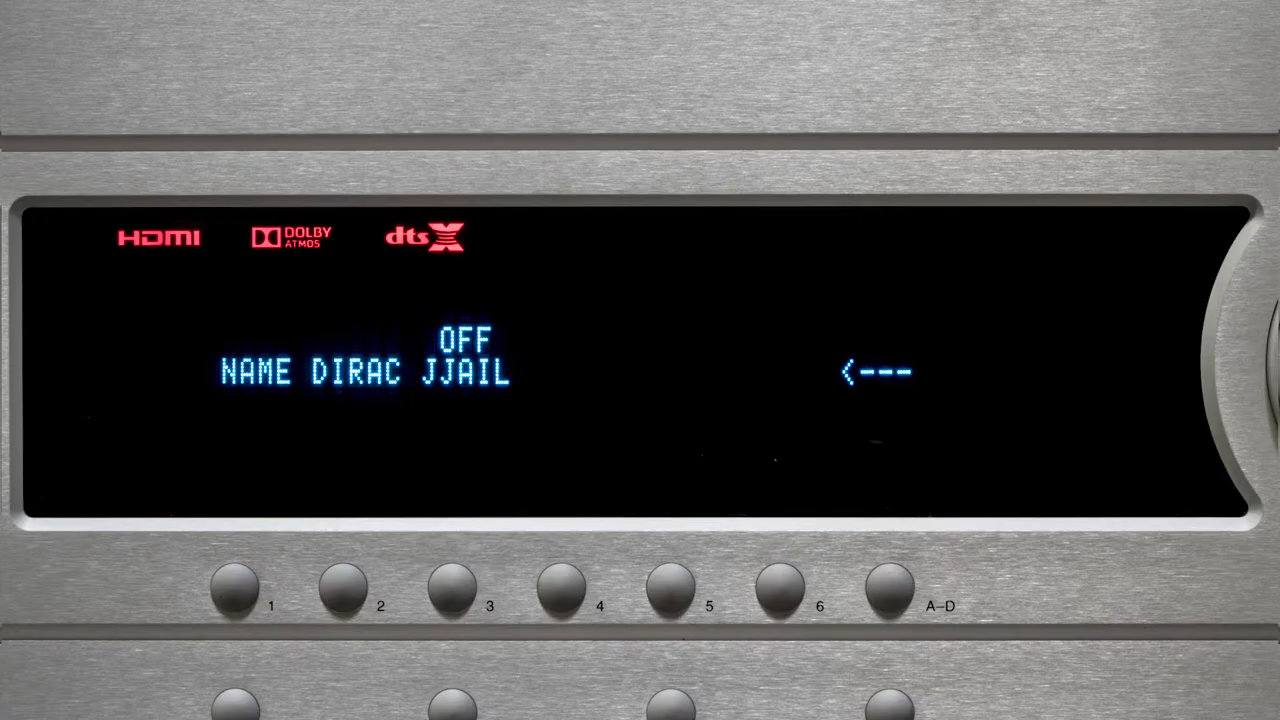 HDMI DOLBY ATMOS dts X
OFF
NAME DIRAC JJAIL <---
1 2 3 4 5 6 A–D